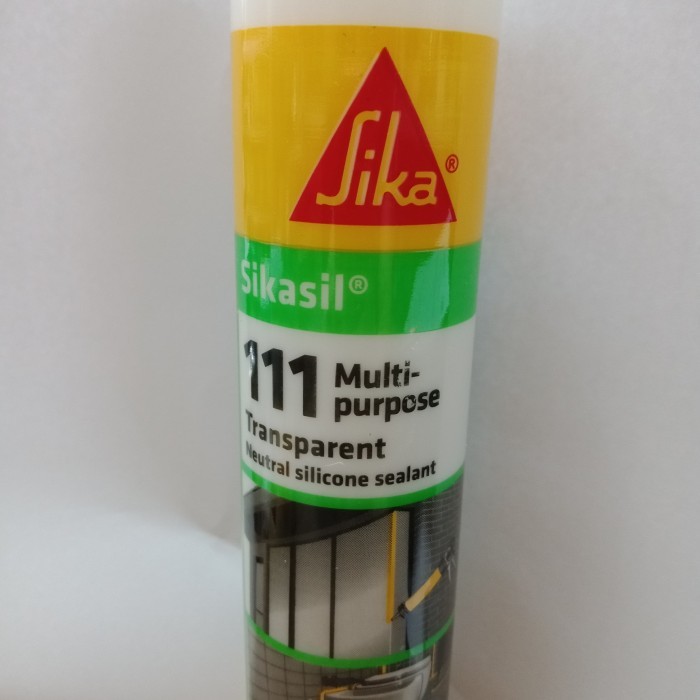 Sika®
Sikasil®
111 Multi-
purpose
Transparent
Neutral silicone sealant